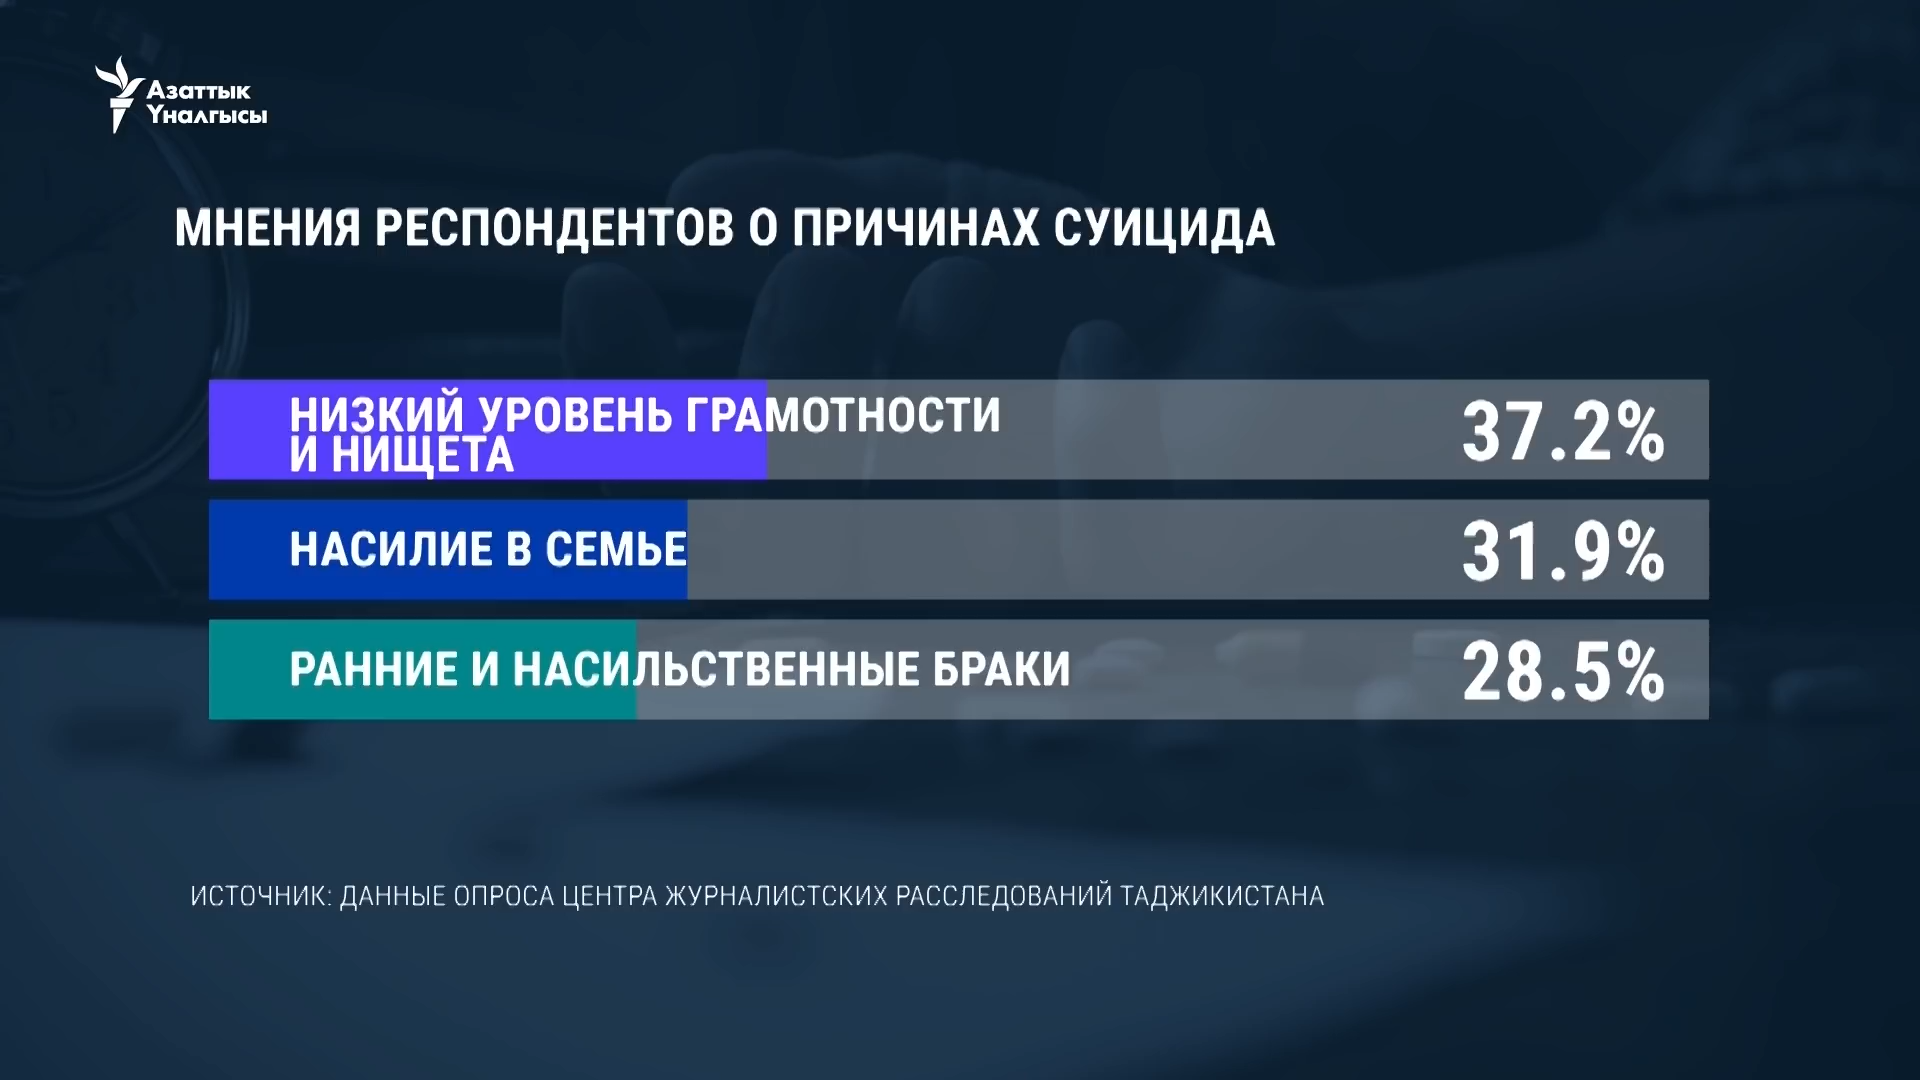 Азаттык
Үналгысы
МНЕНИЯ РЕСПОНДЕНТОВ О ПРИЧИНАХ СУИЦИДА
НИЗКИЙ УРОВЕНЬ ГРАМОТНОСТИ
И НИЩЕТА
37.2%
НАСИЛИЕ В СЕМЬЕ
31.9%
РАННИЕ И НАСИЛЬСТВЕННЫЕ БРАКИ
28.5%
ИСТОЧНИК: ДАННЫЕ ОПРОСА ЦЕНТРА ЖУРНАЛИСТСКИХ РАССЛЕДОВАНИЙ ТАДЖИКИСТАНА